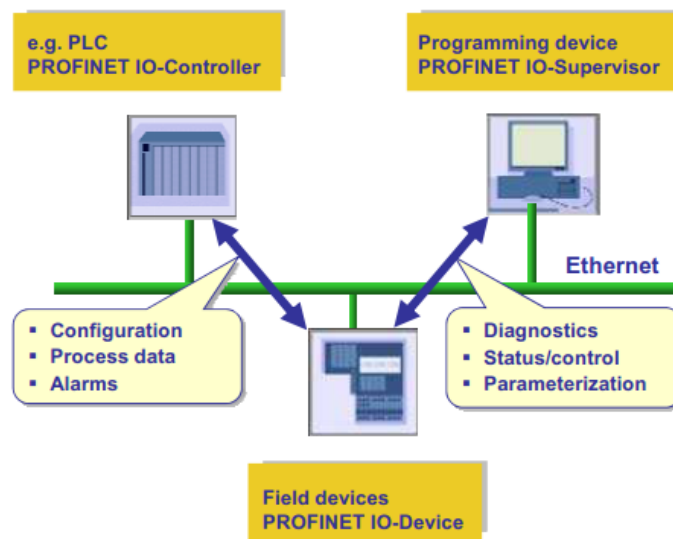 e.g. PLC
PROFINET IO-Controller
Programming device
PROFINET IO-Supervisor
Ethernet
▪ Configuration
▪ Process data
▪ Alarms
▪ Diagnostics
▪ Status/control
▪ Parameterization
Field devices
PROFINET IO-Device